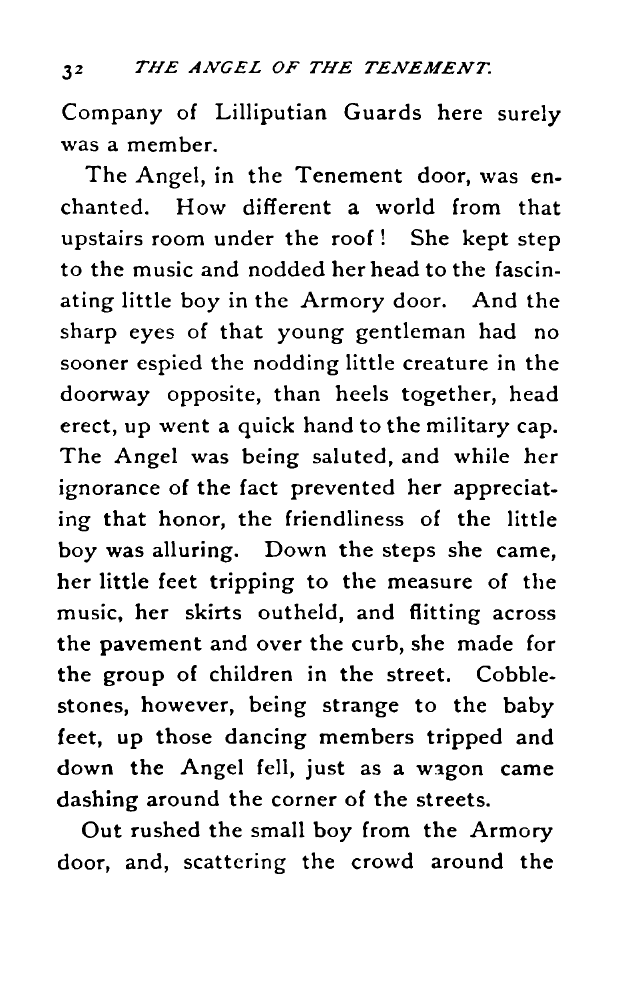 32 THE ANGEL OF THE TENEMENT.
Company of Lilliputian Guards here surely
was a member.
The Angel, in the Tenement door, was en-
chanted. How different a world from that
upstairs room under the roof! She kept step
to the music and nodded her head to the fascin-
ating little boy in the Armory door. And the
sharp eyes of that young gentleman had no
sooner espied the nodding little creature in the
doorway opposite, than heels together, head
erect, up went a quick hand to the military cap.
The Angel was being saluted, and while her
ignorance of the fact prevented her appreciat-
ing that honor, the friendliness of the little
boy was alluring. Down the steps she came,
her little feet tripping to the measure of the
music, her skirts outheld, and flitting across
the pavement and over the curb, she made for
the group of children in the street. Cobble-
stones, however, being strange to the baby
feet, up those dancing members tripped and
down the Angel fell, just as a wagon came
dashing around the corner of the streets.
Out rushed the small boy from the Armory
door, and, scattering the crowd around the